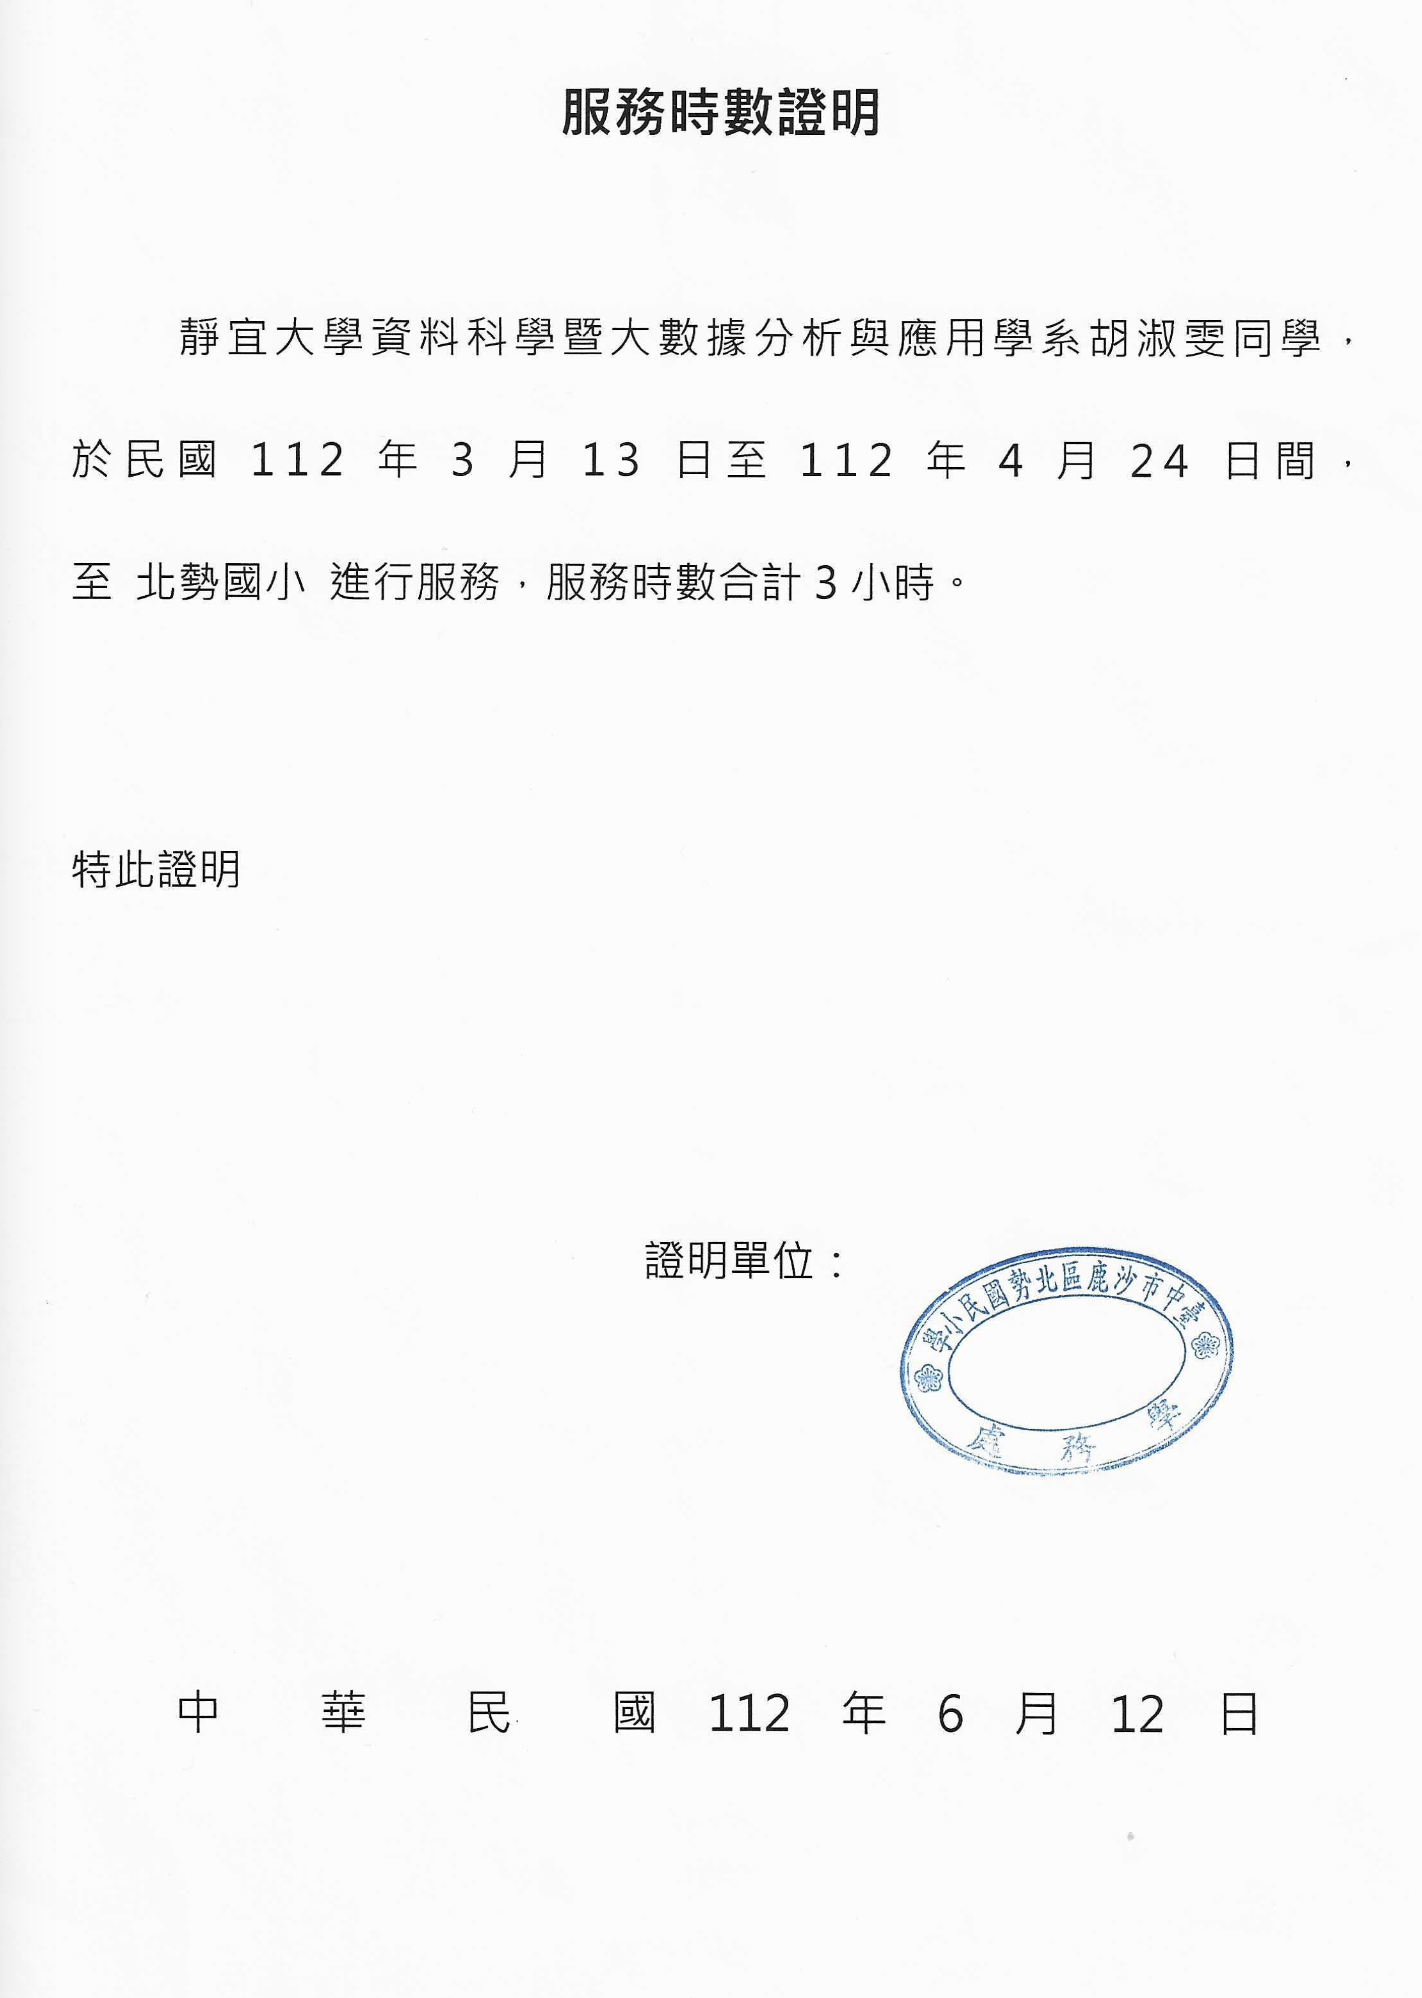 服務時數證明
靜宜大學資料科學暨大數據分析與應用學系胡淑雯同學，
於民國 112 年 3 月 13 日至 112 年 4 月 24 日間，
至 北勢國小 進行服務，服務時數合計 3 小時。
特此證明
證明單位：
臺中市沙鹿區北勢國民小學
學務處
中華民國 112 年 6 月 12 日